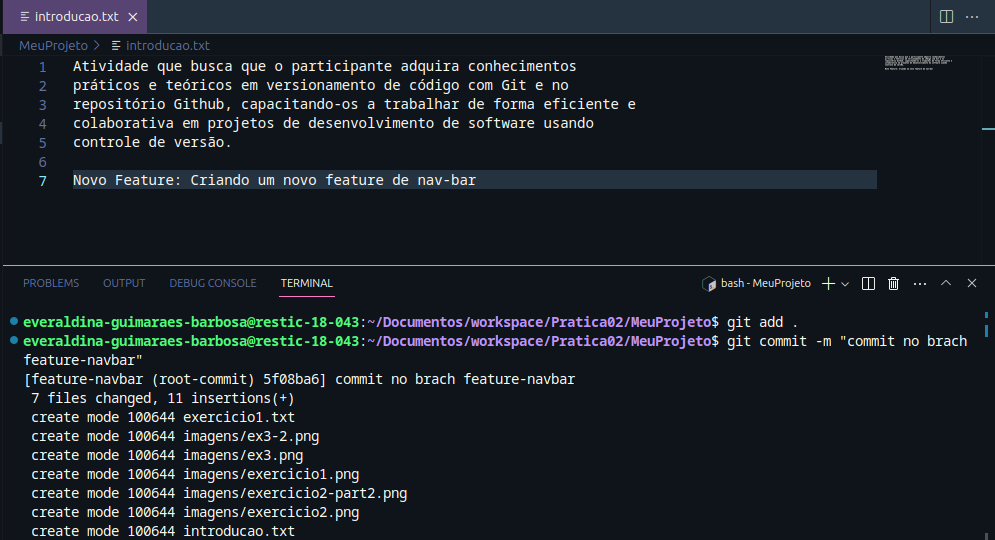 introducao.txt
MeuProjeto > introducao.txt
1 Atividade que busca que o participante adquira conhecimentos
2 práticos e teóricos em versionamento de código com Git e no
3 repositório Github, capacitando-os a trabalhar de forma eficiente e
4 colaborativa em projetos de desenvolvimento de software usando
5 controle de versão.
6
7 Novo Feature: Criando um novo feature de nav-bar
PROBLEMS OUTPUT DEBUG CONSOLE TERMINAL bash - MeuProjeto
everaldina-guimaraes-barbosa@restic-18-043:~/Documentos/workspace/Pratica02/MeuProjeto$ git add .
everaldina-guimaraes-barbosa@restic-18-043:~/Documentos/workspace/Pratica02/MeuProjeto$ git commit -m "commit no brach
feature-navbar"
[feature-navbar (root-commit) 5f08ba6] commit no brach feature-navbar
7 files changed, 11 insertions(+)
create mode 100644 exercicio1.txt
create mode 100644 imagens/ex3-2.png
create mode 100644 imagens/ex3.png
create mode 100644 imagens/exercicio1.png
create mode 100644 imagens/exercicio2-part2.png
create mode 100644 imagens/exercicio2.png
create mode 100644 introducao.txt